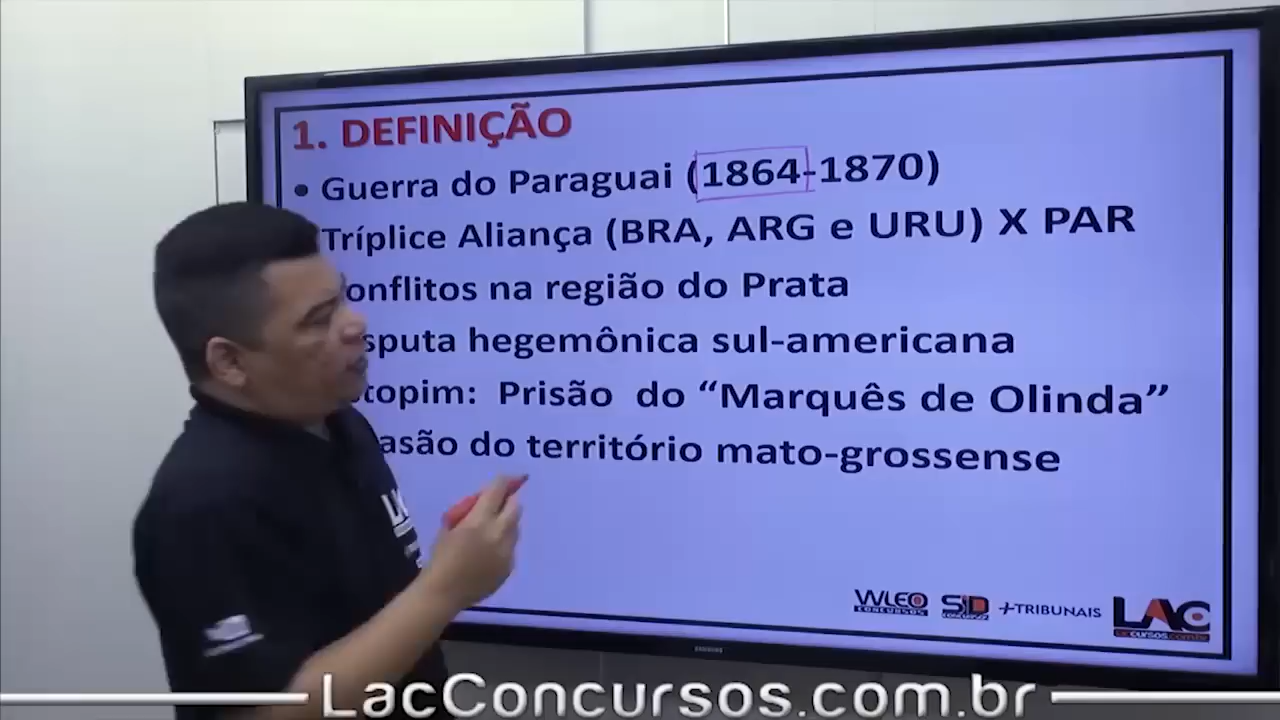 1. DEFINIÇÃO
• Guerra do Paraguai (1864-1870)
Tríplice Aliança (BRA, ARG e URU) X PAR
onflitos na região do Prata
sputa hegemônica sul-americana
topim: Prisão do “Marquês de Olinda”
asão do território mato-grossense
WLEO CONCURSOS
SID
+TRIBUNAIS
LAC
SAMSUNG
LacConcursos.com.br